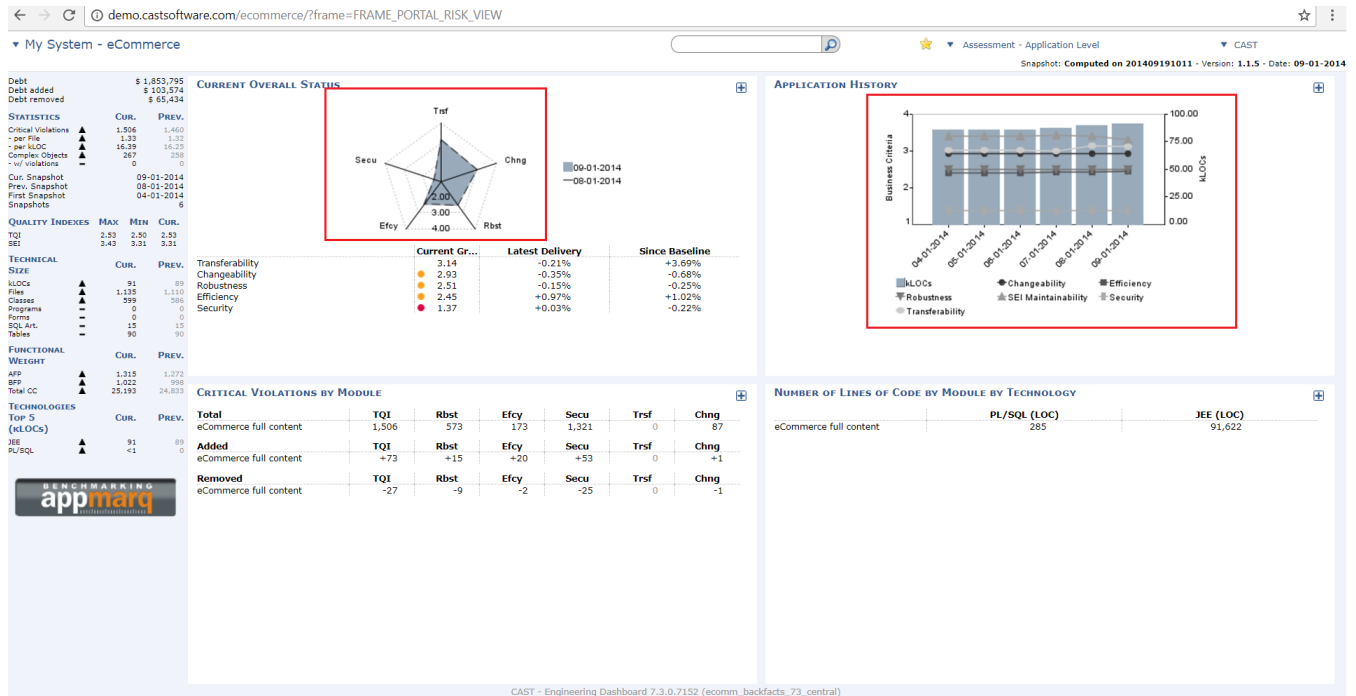 demo.castsoftware.com/ecommerce/?frame=FRAME_PORTAL_RISK_VIEW
My System - eCommerce
Assessment - Application Level
CAST
Snapshot: Computed on 201409191011 - Version: 1.1.5 - Date: 09-01-2014
Debt $ 1,853,795
Debt added $ 103,574
Debt removed $ 65,434
STATISTICS CUR. PREV.
Critical Violations 1,506 1,460
- per File 1.33 1.32
- per kLOC 16.39 16.25
Complex Objects 267 258
- w/ violations 0 0
Cur. Snapshot 09-01-2014
Prev. Snapshot 08-01-2014
First Snapshot 04-01-2014
Snapshots 6
QUALITY INDEXES MAX MIN CUR.
TQI 2.53 2.50 2.53
SEI 3.43 3.31 3.31
TECHNICAL SIZE CUR. PREV.
kLOCs 91 89
Files 1,135 1,110
Classes 599 586
Programs 0 0
Forms 0 0
SQL Art. 15 15
Tables 90 90
FUNCTIONAL WEIGHT CUR. PREV.
AFP 1,315 1,272
BFP 1,022 998
Total CC 25,193 24,833
TECHNOLOGIES TOP 5 (KLOCS) CUR. PREV.
JEE 91 89
PL/SQL <1 0
BENCHMARKING
appmarq
CURRENT OVERALL STATUS
Trsf
Secu
Chng
Efcy
Rbst
2.00
3.00
4.00
09-01-2014
08-01-2014
Current Gr... Latest Delivery Since Baseline
Transferability 3.14 -0.21% +3.69%
Changeability 2.93 -0.35% -0.68%
Robustness 2.51 -0.15% -0.25%
Efficiency 2.45 +0.97% +1.02%
Security 1.37 +0.03% -0.22%
APPLICATION HISTORY
Business Criteria
4
3
2
1
100.00
75.00
50.00
25.00
0.00
kLOCs
04-01-2014
05-01-2014
06-01-2014
07-01-2014
08-01-2014
09-01-2014
kLOCs Changeability Efficiency
Robustness SEI Maintainability Security
Transferability
CRITICAL VIOLATIONS BY MODULE
Total TQI Rbst Efcy Secu Trsf Chng
eCommerce full content 1,506 573 173 1,321 0 87
Added TQI Rbst Efcy Secu Trsf Chng
eCommerce full content +73 +15 +20 +53 0 +1
Removed TQI Rbst Efcy Secu Trsf Chng
eCommerce full content -27 -9 -2 -25 0 -1
NUMBER OF LINES OF CODE BY MODULE BY TECHNOLOGY
PL/SQL (LOC) JEE (LOC)
eCommerce full content 285 91,622
CAST - Engineering Dashboard 7.3.0.7152 (ecomm_backfacts_73_central)